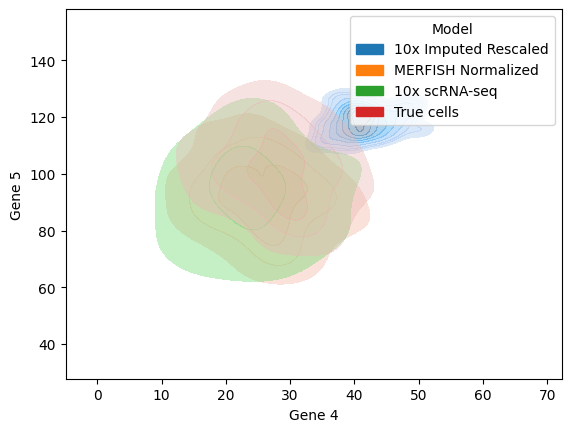 Model
10x Imputed Rescaled
MERFISH Normalized
10x scRNA-seq
True cells
140
120
100
80
60
40
Gene 5
0 10 20 30 40 50 60 70
Gene 4